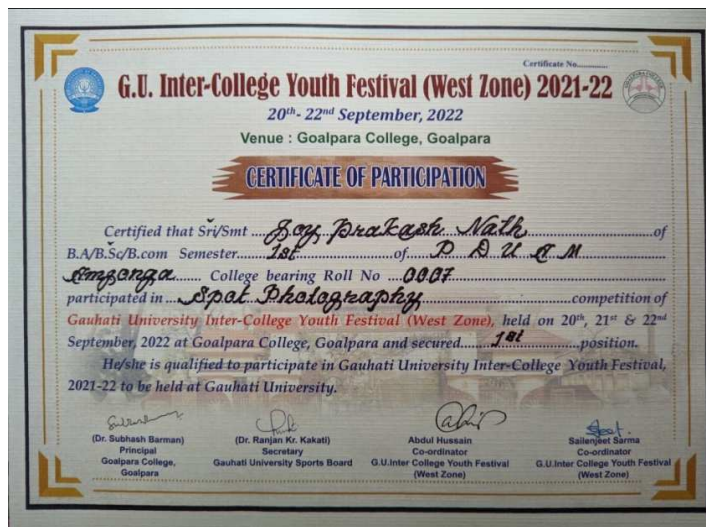 Certificate No............
G.U. Inter-College Youth Festival (West Zone) 2021-22
20th- 22nd September, 2022
Venue : Goalpara College, Goalpara
CERTIFICATE OF PARTICIPATION
Certified that Sri/Smt ....Joy Prakash Nath....of
B.A/B.Sc/B.com Semester....1st....of....P D U A M....
Amjonga.... College bearing Roll No ....0007....
participated in ....Spot Photography....competition of
Gauhati University Inter-College Youth Festival (West Zone), held on 20th, 21st & 22nd
September, 2022 at Goalpara College, Goalpara and secured....1st....position.
He/she is qualified to participate in Gauhati University Inter-College Youth Festival,
2021-22 to be held at Gauhati University.
(Dr. Subhash Barman) (Dr. Ranjan Kr. Kakati) Abdul Hussain Sailenjeet Sarma
Principal Secretary Co-ordinator Co-ordinator
Goalpara College, Gauhati University Sports Board G.U.Inter College Youth Festival G.U.Inter College Youth Festival
Goalpara (West Zone) (West Zone)